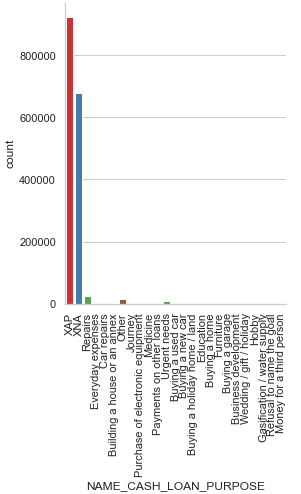 800000
600000
400000
200000
0
count
XAP
XNA
Repairs
Everyday expenses
Car repairs
Building a house or an annex
Other
Journey
Purchase of electronic equipment
Medicine
Payments on other loans
Urgent needs
Buying a used car
Buying a new car
Buying a holiday home / land
Education
Buying a home
Furniture
Buying a garage
Business development
Wedding / gift / holiday
Hobby
Gasification / water supply
Refusal to name the goal
Money for a third person
NAME_CASH_LOAN_PURPOSE